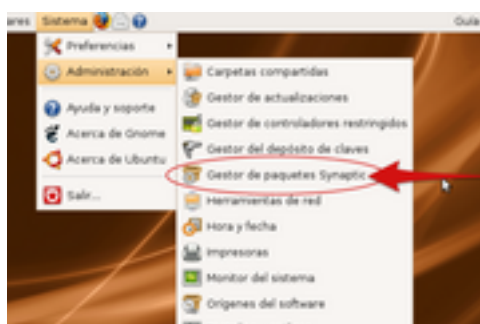 ares Sistema
Guía
Preferencias
Administración
Ayuda y soporte
Acerca de Gnome
Acerca de Ubuntu
Salir...
Carpetas compartidas
Gestor de actualizaciones
Gestor de controladores restringidos
Gestor del depósito de claves
Gestor de paquetes Synaptic
Herramientas de red
Hora y fecha
Impresoras
Monitor del sistema
Orígenes del software